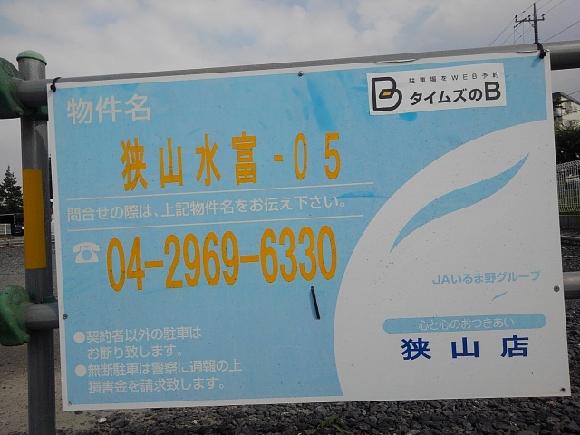 物件名
駐車場をWEB予約
タイムズのB
狭山水富-05
問合せの際は、上記物件名をお伝え下さい。
04-2969-6330
JAいるま野グループ
心と心のおつきあい
狭山店
●契約者以外の駐車は
お断り致します。
●無断駐車は警察に通報の上
損害金を請求致します。